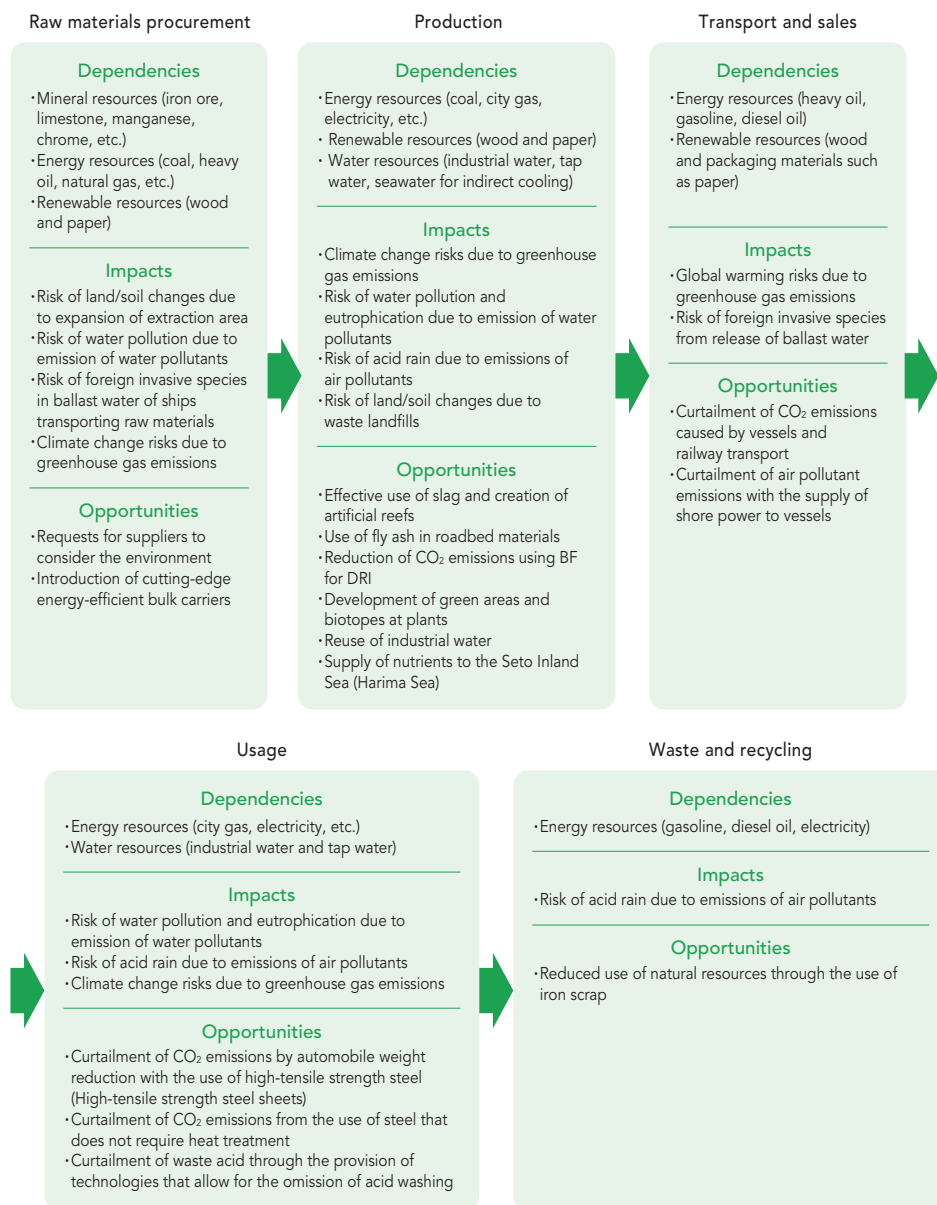 Raw materials procurement
Dependencies
・Mineral resources (iron ore,
limestone, manganese,
chrome, etc.)
・Energy resources (coal, heavy
oil, natural gas, etc.)
・Renewable resources (wood
and paper)
Impacts
・Risk of land/soil changes due
to expansion of extraction area
・Risk of water pollution due to
emission of water pollutants
・Risk of foreign invasive species
in ballast water of ships
transporting raw materials
・Climate change risks due to
greenhouse gas emissions
Opportunities
・Requests for suppliers to
consider the environment
・Introduction of cutting-edge
energy-efficient bulk carriers
Production
Dependencies
・Energy resources (coal, city gas,
electricity, etc.)
・Renewable resources (wood and paper)
・Water resources (industrial water, tap
water, seawater for indirect cooling)
Impacts
・Climate change risks due to greenhouse
gas emissions
・Risk of water pollution and
eutrophication due to emission of water
pollutants
・Risk of acid rain due to emissions of
air pollutants
・Risk of land/soil changes due to
waste landfills
Opportunities
・Effective use of slag and creation of
artificial reefs
・Use of fly ash in roadbed materials
・Reduction of CO₂ emissions using BF
for DRI
・Development of green areas and
biotopes at plants
・Reuse of industrial water
・Supply of nutrients to the Seto Inland
Sea (Harima Sea)
Transport and sales
Dependencies
・Energy resources (heavy oil,
gasoline, diesel oil)
・Renewable resources (wood
and packaging materials such
as paper)
Impacts
・Global warming risks due to
greenhouse gas emissions
・Risk of foreign invasive species
from release of ballast water
Opportunities
・Curtailment of CO₂ emissions
caused by vessels and
railway transport
・Curtailment of air pollutant
emissions with the supply of
shore power to vessels
Usage
Dependencies
・Energy resources (city gas, electricity, etc.)
・Water resources (industrial water and tap water)
Impacts
・Risk of water pollution and eutrophication due to
emission of water pollutants
・Risk of acid rain due to emissions of air pollutants
・Climate change risks due to greenhouse gas emissions
Opportunities
・Curtailment of CO₂ emissions by automobile weight
reduction with the use of high-tensile strength steel
(High-tensile strength steel sheets)
・Curtailment of CO₂ emissions from the use of steel that
does not require heat treatment
・Curtailment of waste acid through the provision of
technologies that allow for the omission of acid washing
Waste and recycling
Dependencies
・Energy resources (gasoline, diesel oil, electricity)
Impacts
・Risk of acid rain due to emissions of air pollutants
Opportunities
・Reduced use of natural resources through the use of
iron scrap